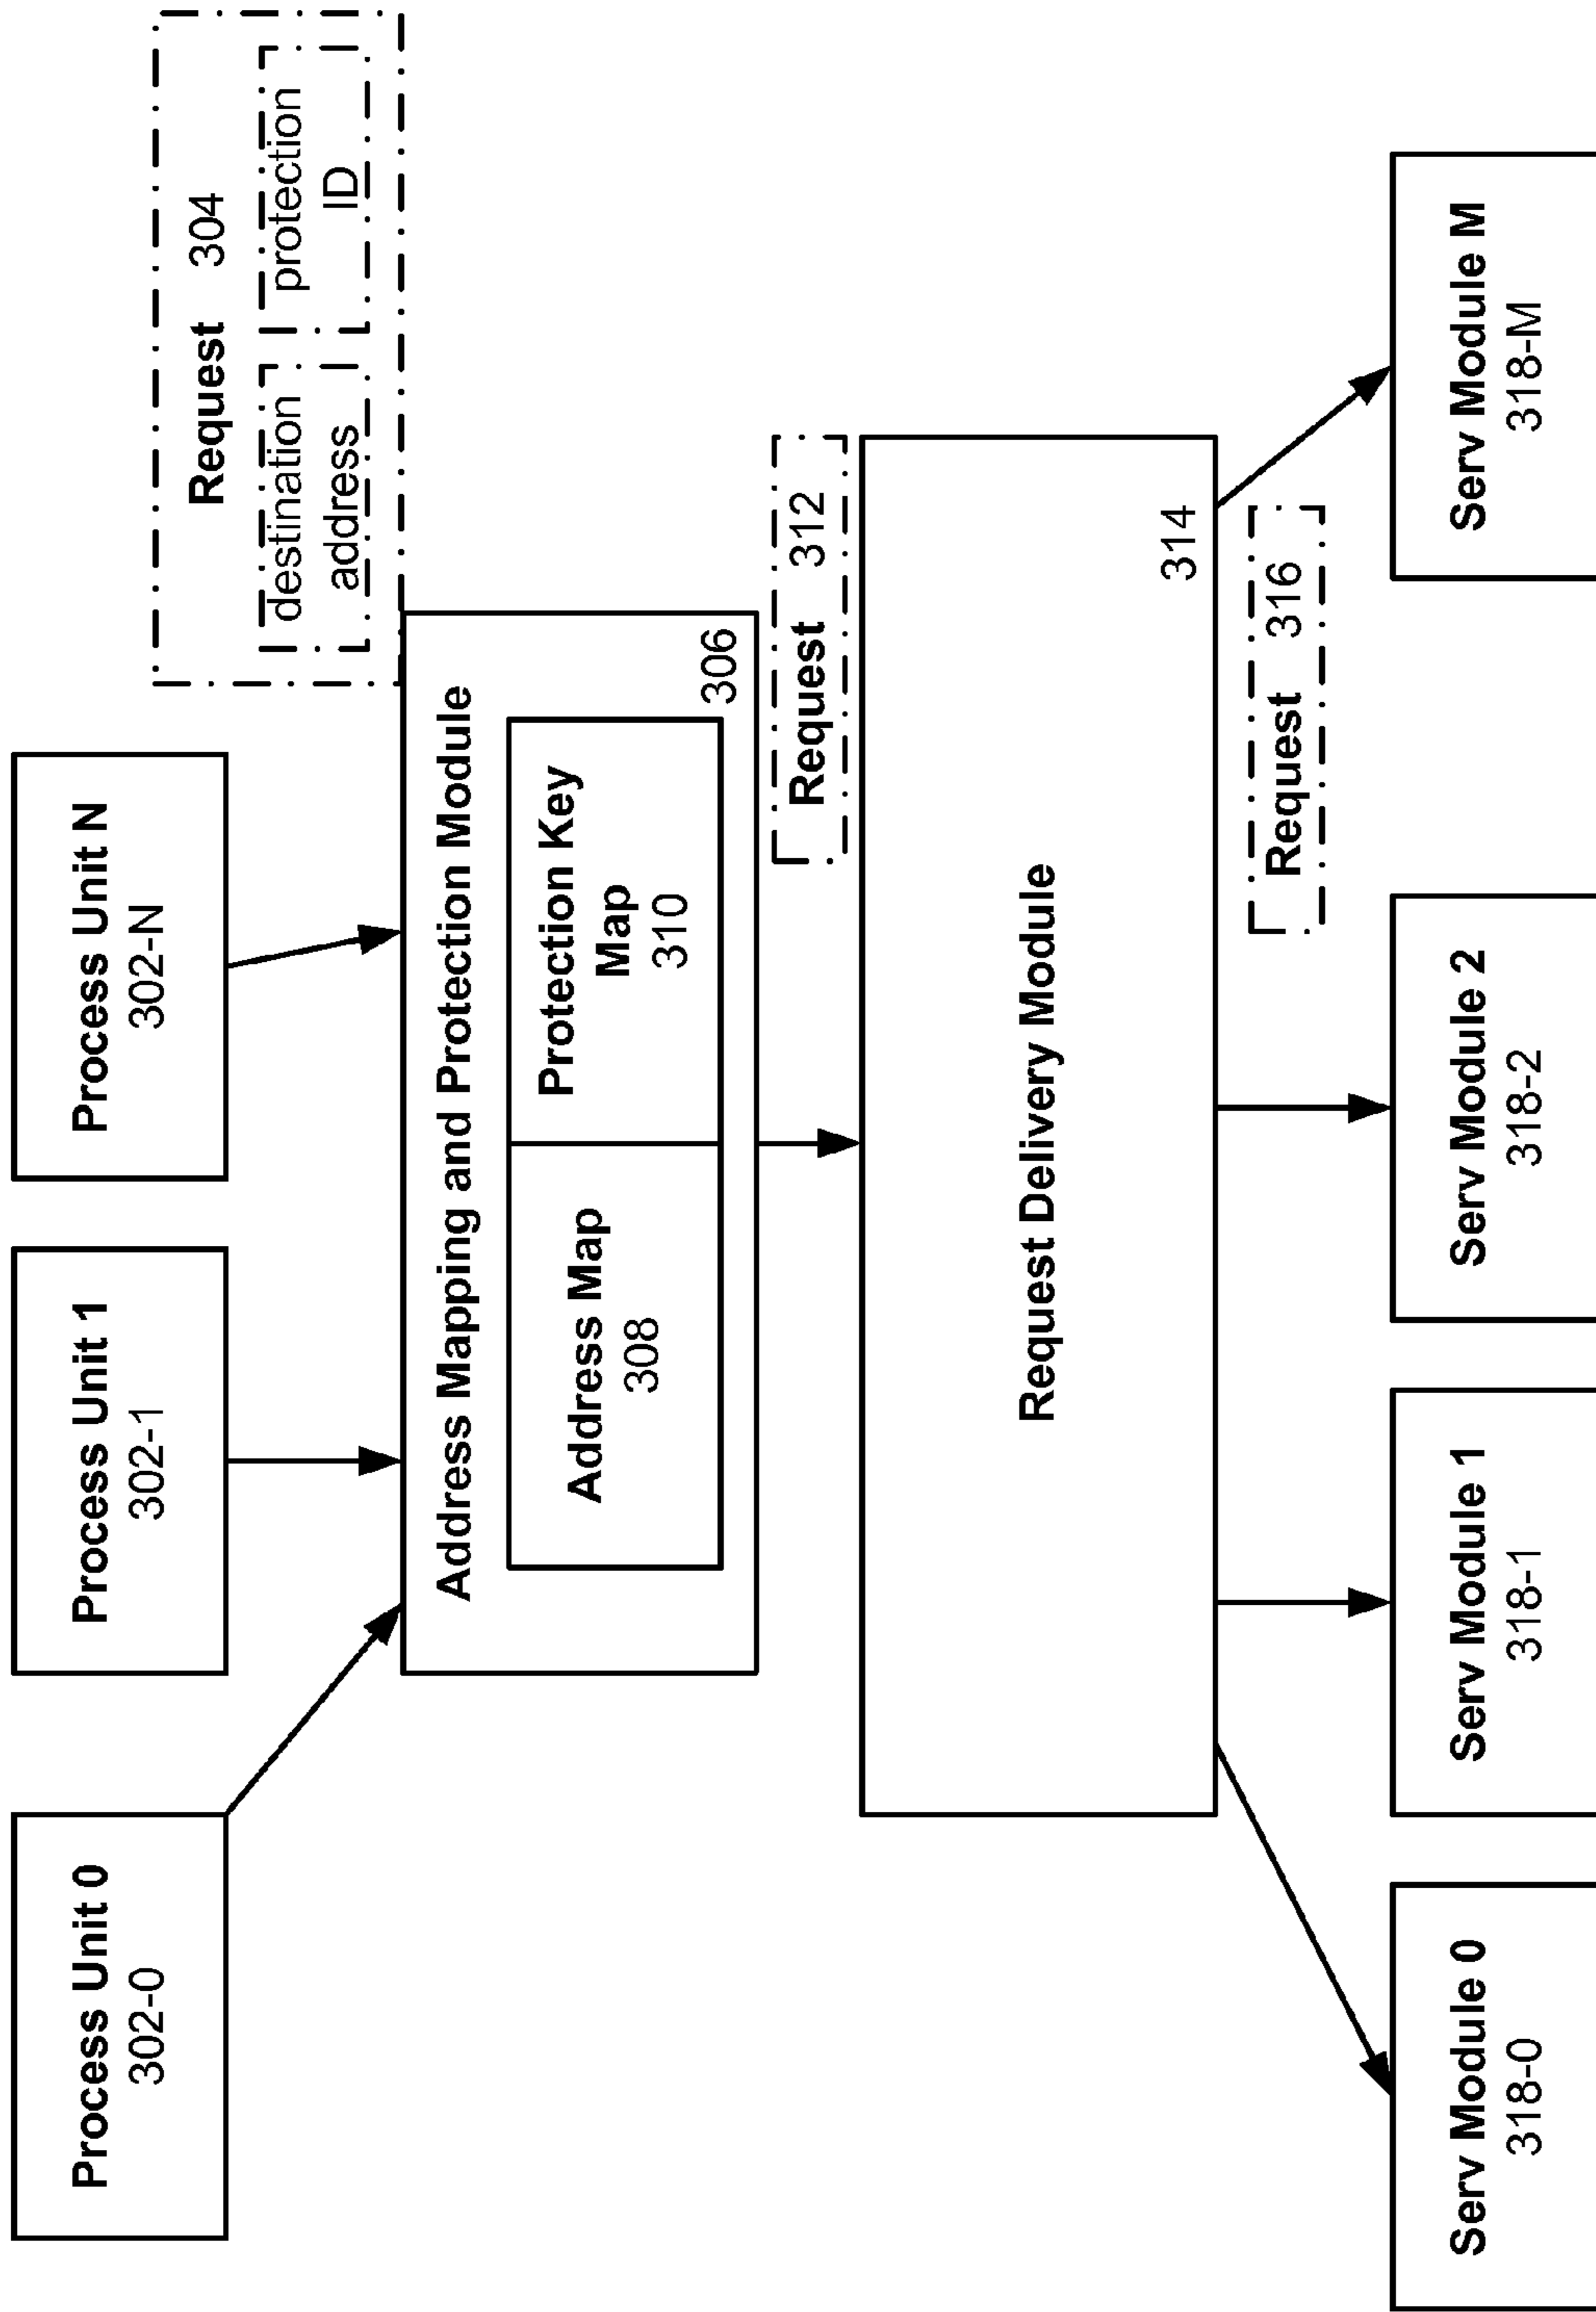 Process Unit 0
302-0
Process Unit 1
302-1
Process Unit N
302-N
Request 304
destination
address
protection
ID
Address Mapping and Protection Module
Address Map
308
Protection Key
Map
310
306
Request 312
Request Delivery Module
314
Request 316
Serv Module 0
318-0
Serv Module 1
318-1
Serv Module 2
318-2
Serv Module M
318-M